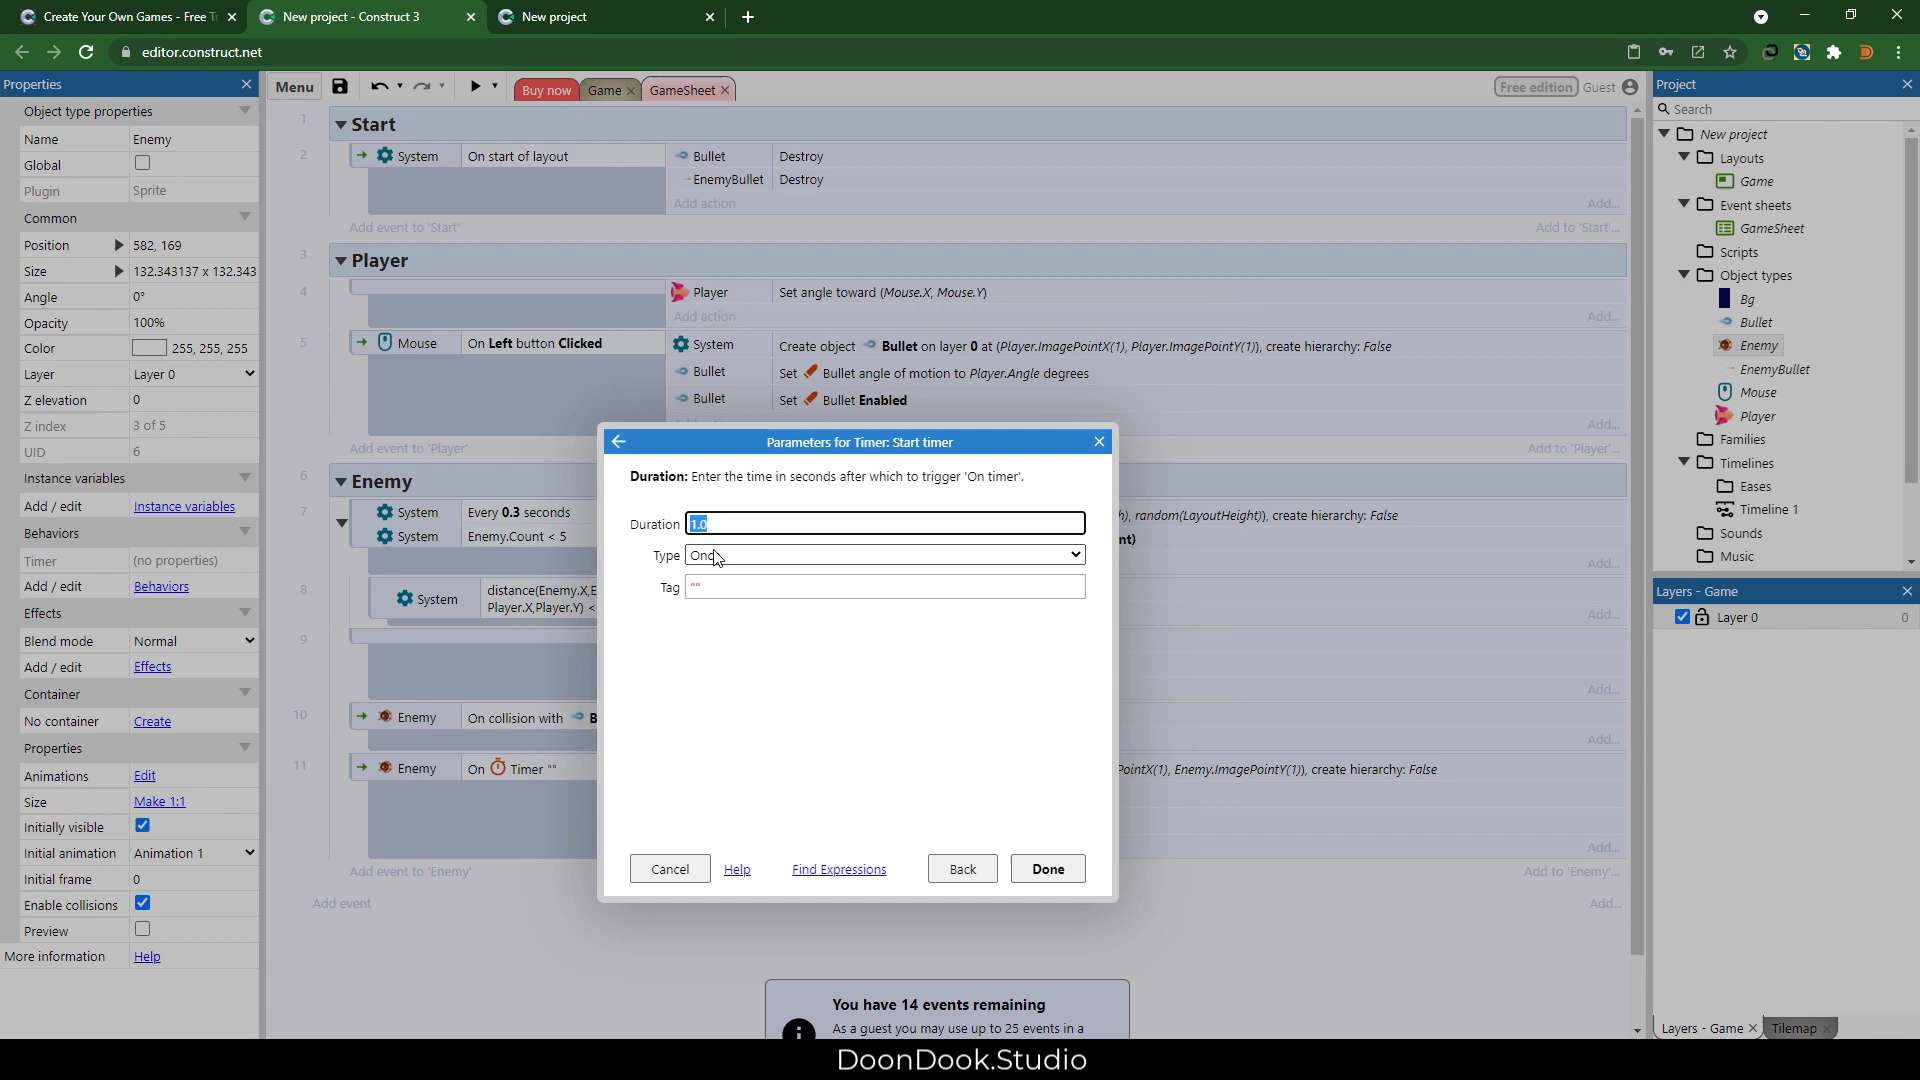 Create Your Own Games - Free Tr
New project - Construct 3
New project
editor.construct.net
Properties
Object type properties
Name Enemy
Global
Plugin Sprite
Common
Position 582, 169
Size 132.343137 x 132.343
Angle 0°
Opacity 100%
Color 255, 255, 255
Layer Layer 0
Z elevation 0
Z index 3 of 5
UID 6
Instance variables
Add / edit Instance variables
Behaviors
Timer (no properties)
Add / edit Behaviors
Effects
Blend mode Normal
Add / edit Effects
Container
No container Create
Properties
Animations Edit
Size Make 1:1
Initially visible
Initial animation Animation 1
Initial frame 0
Enable collisions
Preview
More information Help
Menu
Buy now
Game
GameSheet
Free edition
Guest
1 Start
2 System On start of layout Bullet Destroy
EnemyBullet Destroy
Add action Add...
Add event to 'Start' Add to 'Start'...
3 Player
4 Player Set angle toward (Mouse.X, Mouse.Y)
Add action Add...
5 Mouse On Left button Clicked System Create object Bullet on layer 0 at (Player.ImagePointX(1), Player.ImagePointY(1)), create hierarchy: False
Bullet Set Bullet angle of motion to Player.Angle degrees
Bullet Set Bullet Enabled
Add...
Add event to 'Player' Add to 'Player'...
6 Enemy
7 System Every 0.3 seconds h), random(LayoutHeight)), create hierarchy: False
System Enemy.Count < 5 nt)
Add...
8 System distance(Enemy.X,E
Player.X,Player.Y) <
Add...
9
Add...
10 Enemy On collision with B
Add...
11 Enemy On Timer "" PointX(1), Enemy.ImagePointY(1)), create hierarchy: False
Add...
Add event to 'Enemy' Add to 'Enemy'...
Add event Add...
Parameters for Timer: Start timer
Duration: Enter the time in seconds after which to trigger 'On timer'.
Duration 1.0
Type Once
Tag ""
Cancel Help Find Expressions Back Done
You have 14 events remaining
As a guest you may use up to 25 events in a
Project
Search
New project
Layouts
Game
Event sheets
GameSheet
Scripts
Object types
Bg
Bullet
Enemy
EnemyBullet
Mouse
Player
Families
Timelines
Eases
Timeline 1
Sounds
Music
Layers - Game
Layer 0 0
Layers - Game Tilemap
DoonDook.Studio